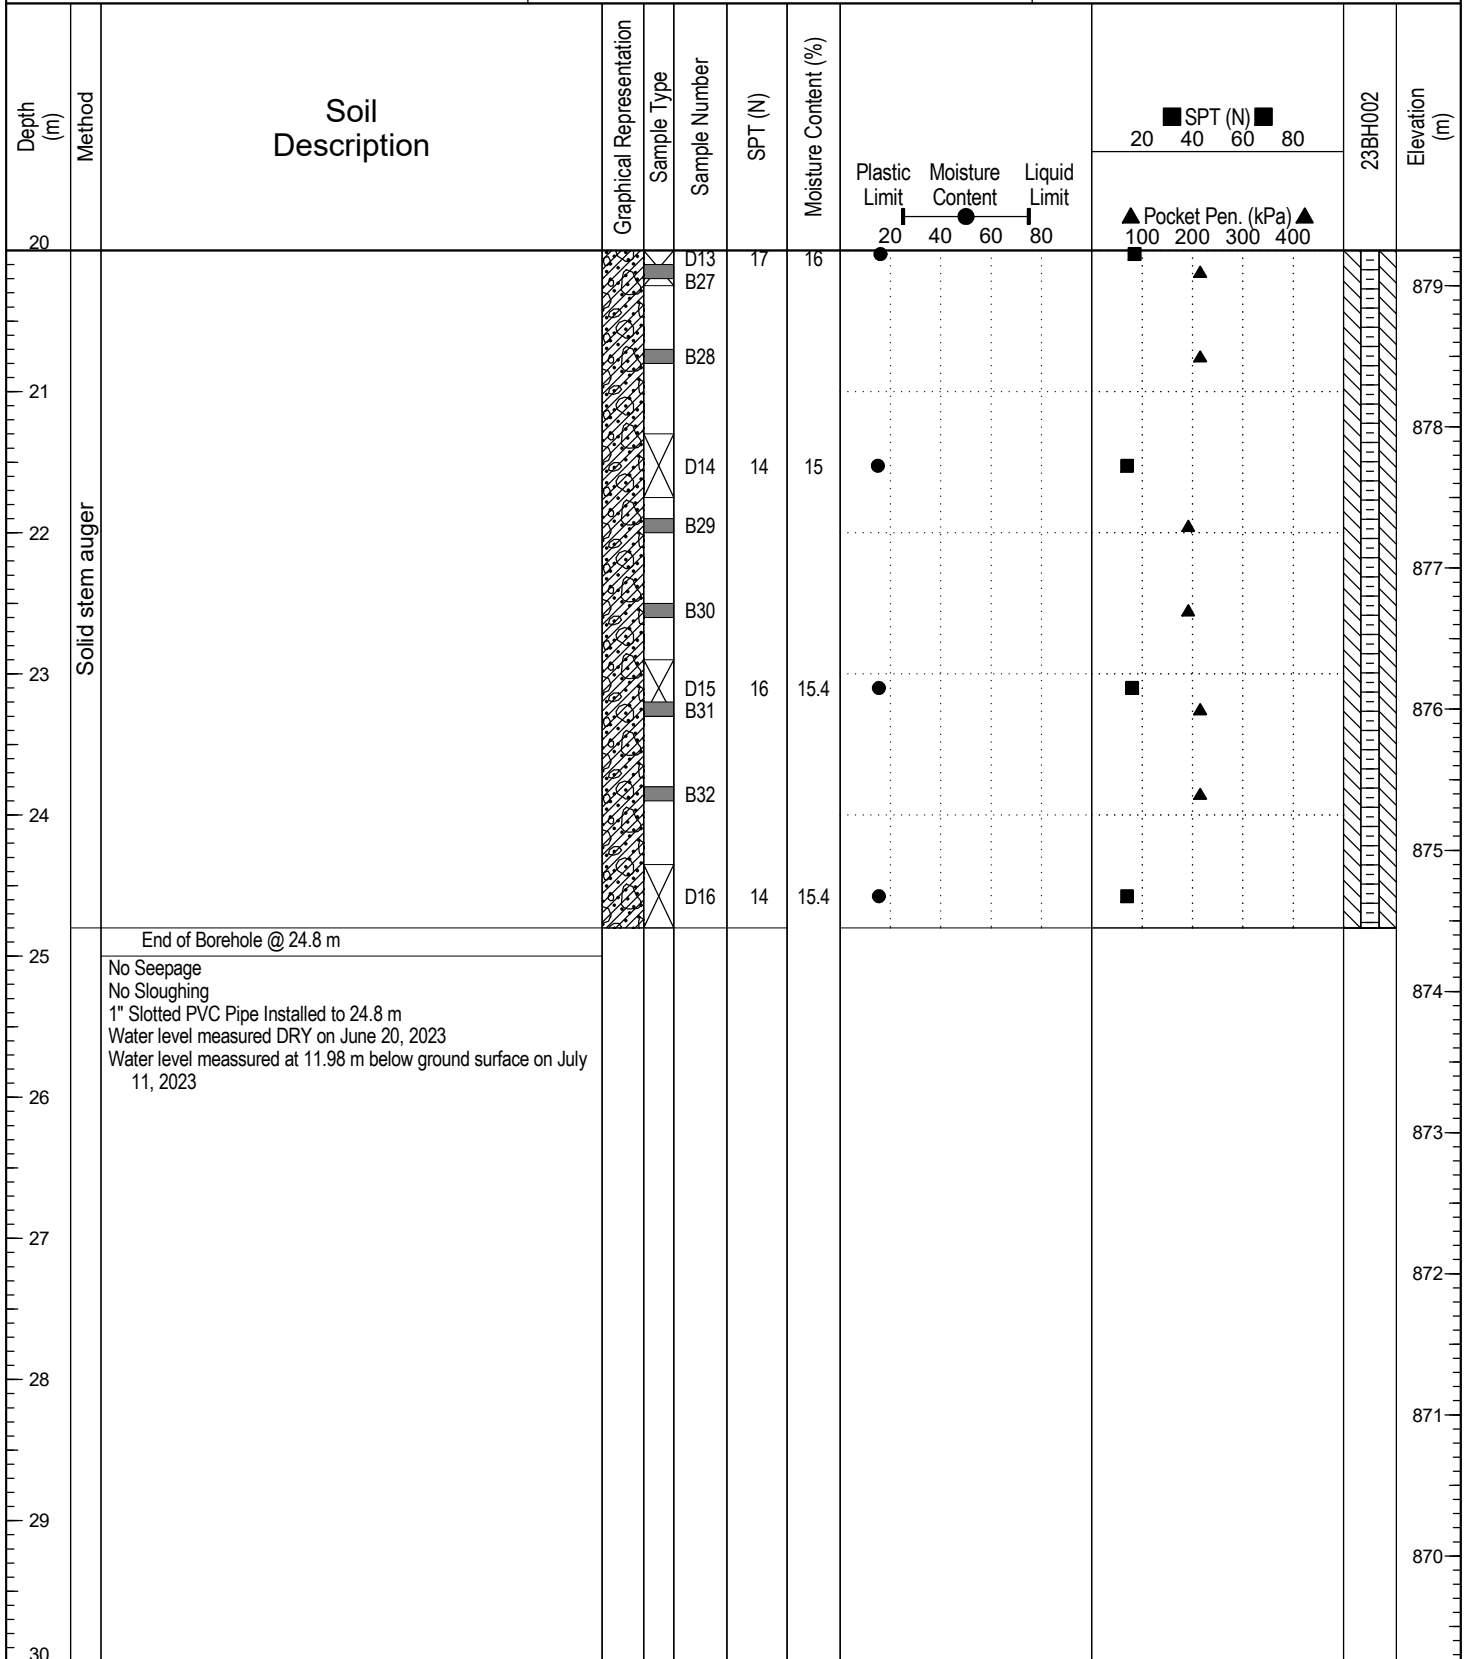 Depth
(m)
Method
Soil
Description
Graphical Representation
Sample Type
Sample Number
SPT (N)
Moisture Content (%)
Plastic Moisture Liquid
Limit Content Limit
20 40 60 80
SPT (N)
20 40 60 80
Pocket Pen. (kPa)
100 200 300 400
23BH002
Elevation
(m)
20
D13 17 16
B27
879
B28
21
878
D14 14 15
B29
22
877
Solid stem auger
B30
23
D15 16 15.4
B31
876
B32
24
875
D16 14 15.4
End of Borehole @ 24.8 m
25
No Seepage
No Sloughing
874
1" Slotted PVC Pipe Installed to 24.8 m
Water level measured DRY on June 20, 2023
Water level meassured at 11.98 m below ground surface on July
11, 2023
26
873
27
872
28
871
29
870
30